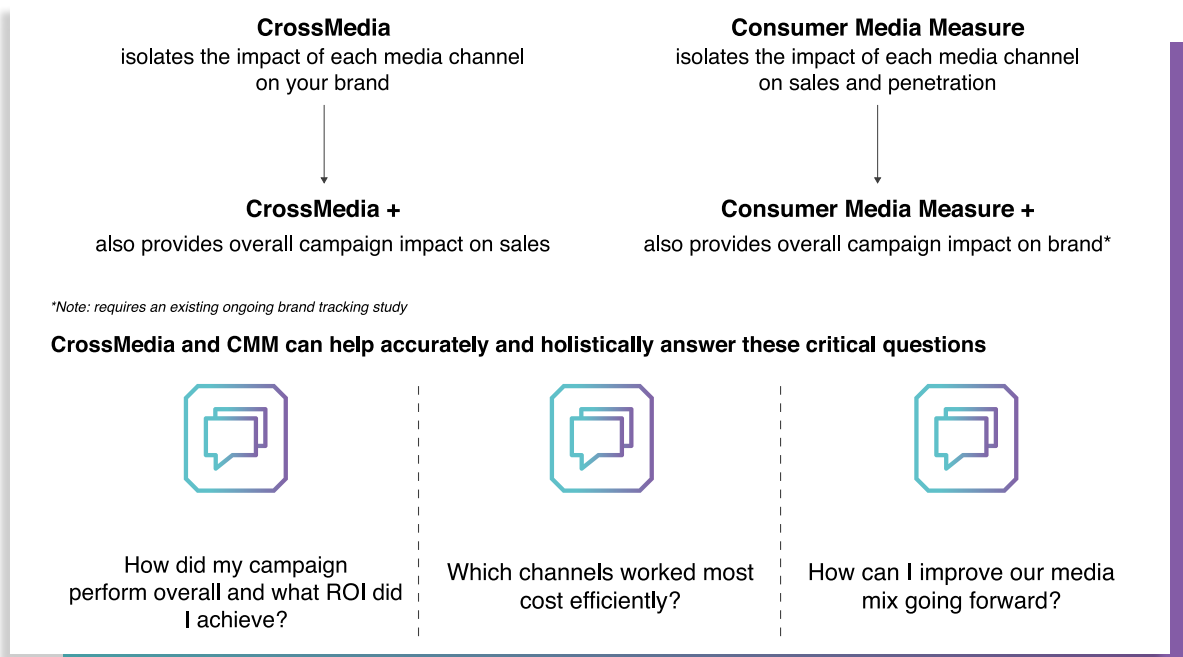 CrossMedia
isolates the impact of each media channel
on your brand
Consumer Media Measure
isolates the impact of each media channel
on sales and penetration
CrossMedia +
also provides overall campaign impact on sales
Consumer Media Measure +
also provides overall campaign impact on brand*
*Note: requires an existing ongoing brand tracking study
CrossMedia and CMM can help accurately and holistically answer these critical questions
How did my campaign
perform overall and what ROI did
I achieve?
Which channels worked most
cost efficiently?
How can I improve our media
mix going forward?